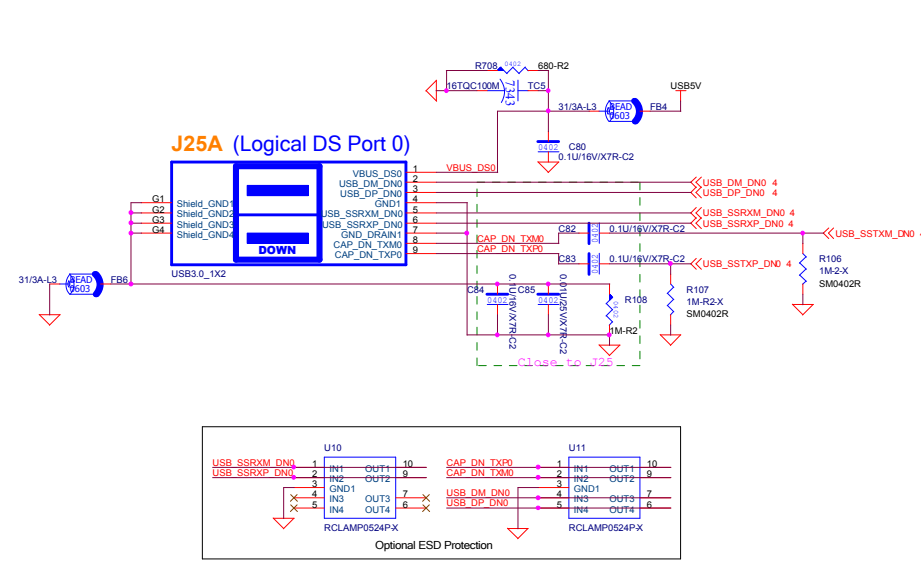 R708 0402 680-R2
16TQC100M 7343 TC5
USB5V
31/3A-L3 BEAD 0603 FB4
J25A (Logical DS Port 0)
0402 C80
0.1U/16V/X7R-C2
VBUS_DS0 1 VBUS_DS0
USB_DM_DN0 2 USB_DM_DN0 4
USB_DP_DN0 3 USB_DP_DN0 4
GND1 4
USB_SSRXM_DN0 5 USB_SSRXM_DN0 4
USB_SSRXP_DN0 6 USB_SSRXP_DN0 4
GND_DRAIN1 7
CAP_DN_TXM0 8 CAP_DN_TXM0
CAP_DN_TXP0 9 CAP_DN_TXP0
G1 Shield_GND1
G2 Shield_GND2
G3 Shield_GND3
G4 Shield_GND4
DOWN
USB3.0_1X2
C82 0402 0.1U/16V/X7R-C2
USB_SSTXM_DN0
C83 0402 0.1U/16V/X7R-C2
USB_SSTXP_DN0 4
R106
1M-2-X
SM0402R
R107
1M-R2-X
SM0402R
31/3A-L3 BEAD 0603 FB6
C84 0402 0.1U/16V/X7R-C2
C85 0402 0.01U/25V/X7R-C2
R108 0402
1M-R2
Close to J25
U10
USB_SSRXM_DN0 1 IN1 OUT1 10
USB_SSRXP_DN0 2 IN2 OUT2 9
3 GND1
4 IN3 OUT3 7
5 IN4 OUT4 6
RCLAMP0524P-X
U11
CAP_DN_TXP0 1 IN1 OUT1 10
CAP_DN_TXM0 2 IN2 OUT2 9
3 GND1
USB_DM_DN0 4 IN3 OUT3 7
USB_DP_DN0 5 IN4 OUT4 6
RCLAMP0524P-X
Optional ESD Protection